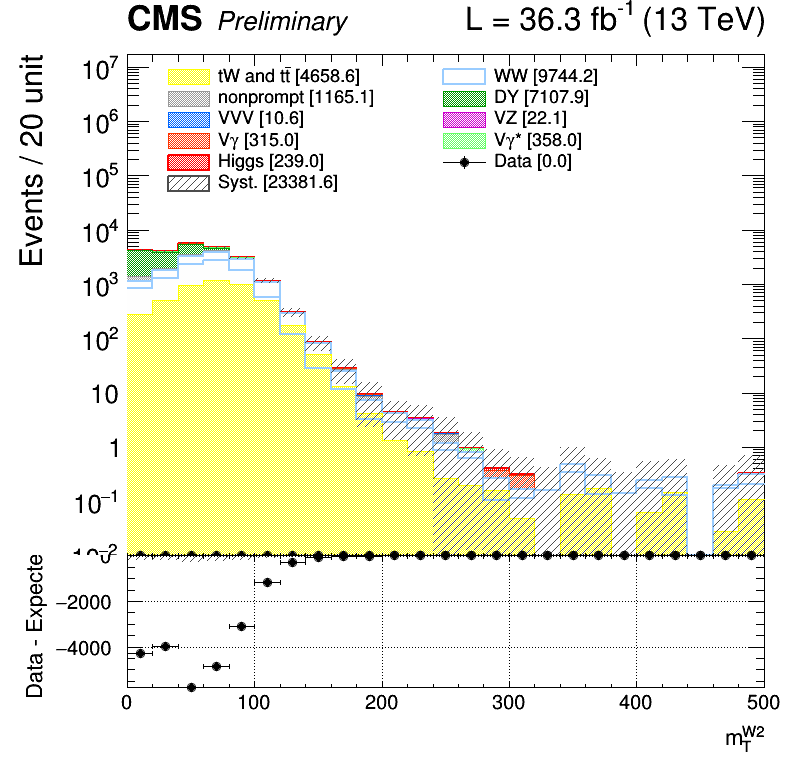 CMS Preliminary L = 36.3 fb⁻¹ (13 TeV)
Events / 20 unit
10⁷
10⁶
10⁵
10⁴
10³
10²
10
1
10⁻¹
tW and tt̄ [4658.6]
nonprompt [1165.1]
VVV [10.6]
Vγ [315.0]
Higgs [239.0]
Syst. [23381.6]
WW [9744.2]
DY [7107.9]
VZ [22.1]
Vγ* [358.0]
Data [0.0]
Data - Expecte
−2000
−4000
0 100 200 300 400 500
m_T^{W2}